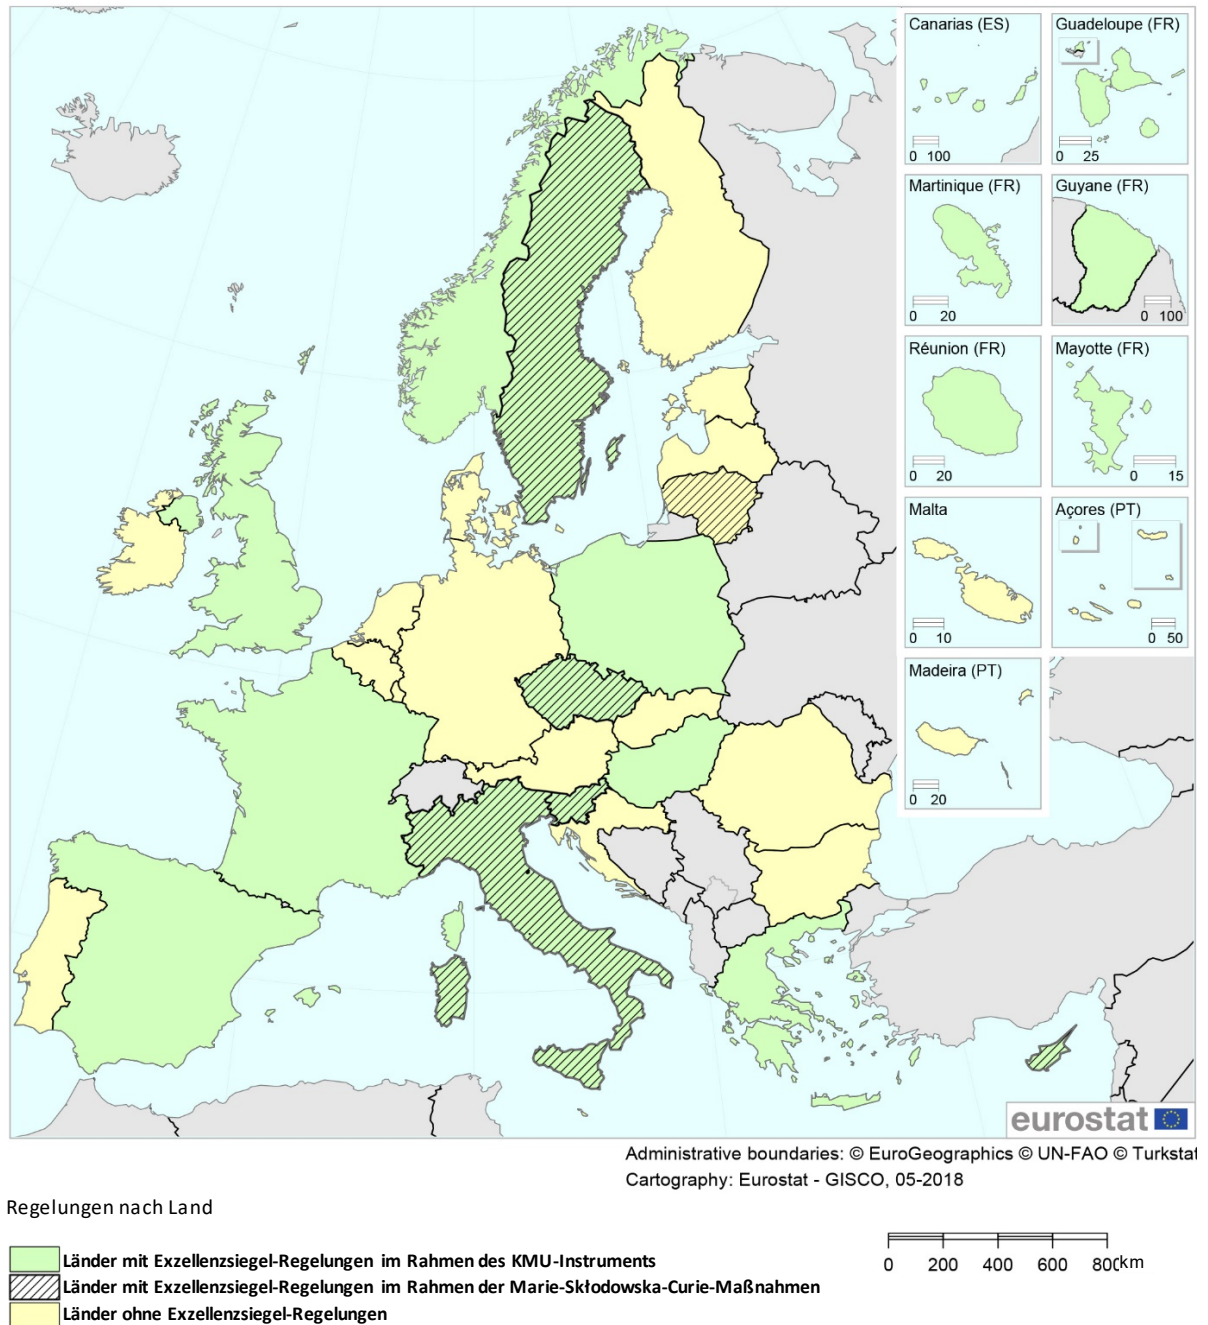 Canarias (ES)
0 100
Guadeloupe (FR)
0 25
Martinique (FR)
0 20
Guyane (FR)
0 100
Réunion (FR)
0 20
Mayotte (FR)
0 15
Malta
0 10
Açores (PT)
0 50
Madeira (PT)
0 20
eurostat
Administrative boundaries: © EuroGeographics © UN-FAO © Turkstat
Cartography: Eurostat - GISCO, 05-2018
Regelungen nach Land
Länder mit Exzellenzsiegel-Regelungen im Rahmen des KMU-Instruments
Länder mit Exzellenzsiegel-Regelungen im Rahmen der Marie-Skłodowska-Curie-Maßnahmen
Länder ohne Exzellenzsiegel-Regelungen
0 200 400 600 800 km